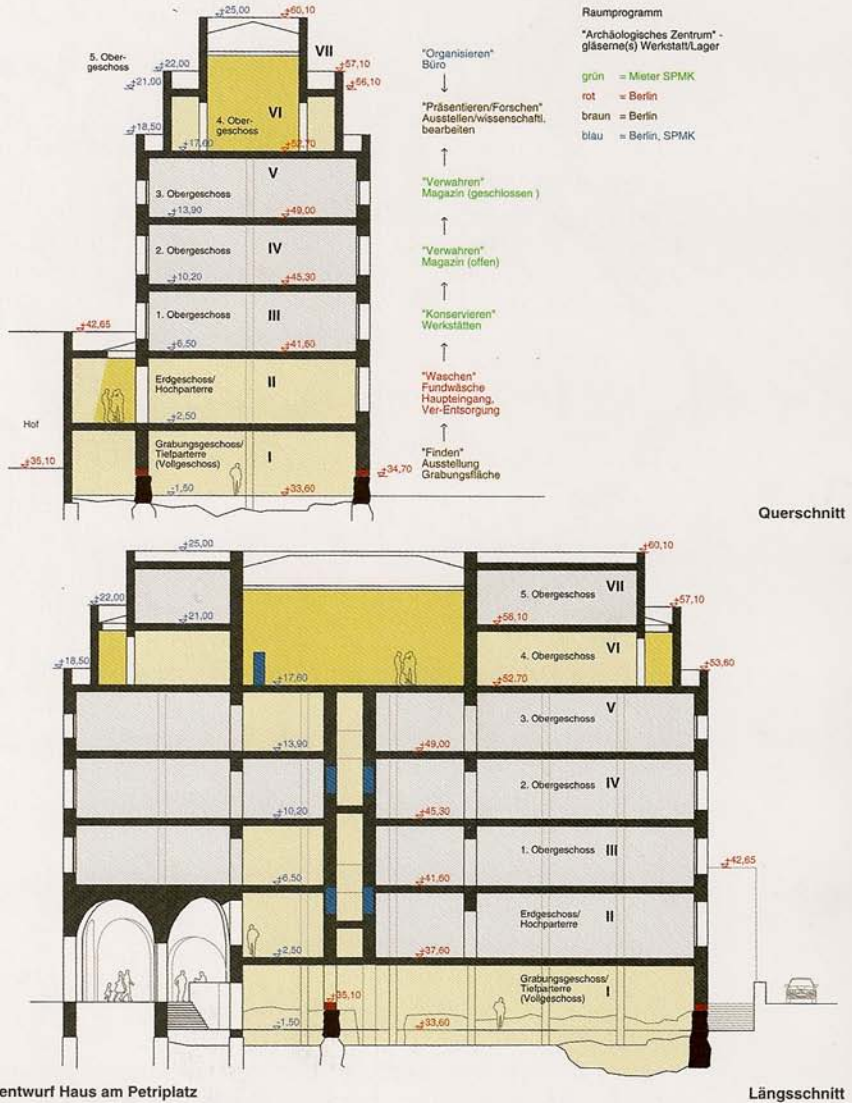 +25,00
+60,10
VII
5. Ober-
geschoss
+22,00
+21,00
+57,10
+56,10
VI
4. Ober-
geschoss
+18,50
+17,60
+52,70
V
3. Obergeschoss
+13,90
+49,00
IV
2. Obergeschoss
+10,20
+45,30
III
1. Obergeschoss
+42,65
+6,50
+41,60
Erdgeschoss/
Hochparterre
II
+2,50
Hof
Grabungsgeschoss/
Tiefparterre
(Vollgeschoss)
I
+35,10
+34,70
-1,50
+33,60
"Organisieren"
Büro
"Präsentieren/Forschen"
Ausstellen/wissenschaftl.
bearbeiten
"Verwahren"
Magazin (geschlossen )
"Verwahren"
Magazin (offen)
"Konservieren"
Werkstätten
"Waschen"
Fundwäsche
Haupteingang,
Ver-Entsorgung
"Finden"
Ausstellung
Grabungsfläche
Raumprogramm
"Archäologisches Zentrum" -
gläserne(s) Werkstatt/Lager
grün = Mieter SPMK
rot = Berlin
braun = Berlin
blau = Berlin, SPMK
Querschnitt
+25,00
+60,10
5. Obergeschoss
VII
+22,00
+21,00
+56,10
+57,10
4. Obergeschoss
VI
+18,50
+17,60
+52.70
+53,60
3. Obergeschoss
V
+13,90
+49,00
2. Obergeschoss
IV
+10,20
+45,30
1. Obergeschoss
III
+6,50
+41,60
+42,65
Erdgeschoss/
Hochparterre
II
+2,50
+37,60
Grabungsgeschoss/
Tiefparterre
(Vollgeschoss)
I
+35,10
-1,50
+33,60
entwurf Haus am Petriplatz
Längsschnitt